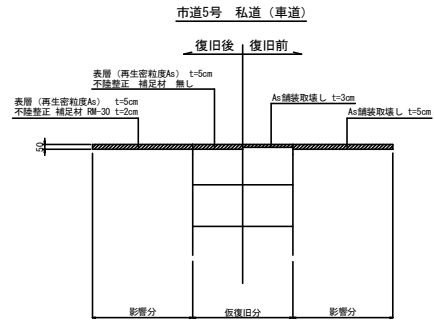 市道5号 私道（車道）
復旧後 復旧前
表層（再生密粒度As） t=5cm
不陸整正 補足材 無し
表層（再生密粒度As） t=5cm
不陸整正 補足材 RM-30 t=2cm
As舗装取壊し t=3cm
As舗装取壊し t=5cm
50
影響分 仮復旧分 影響分